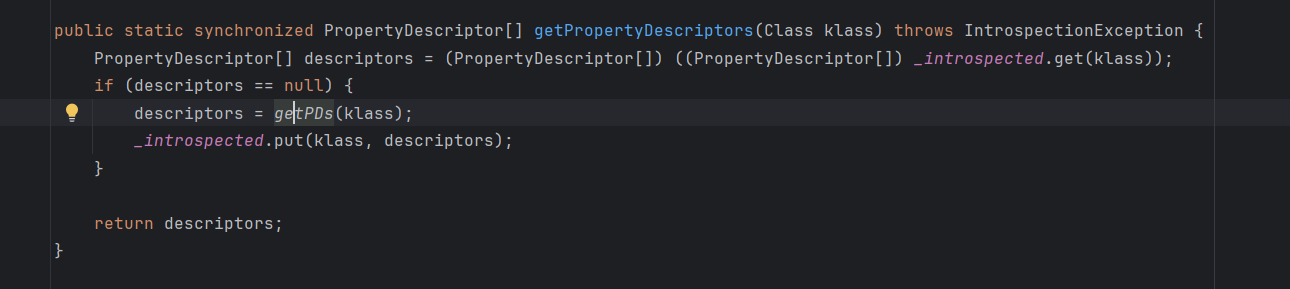 public static synchronized PropertyDescriptor[] getPropertyDescriptors(Class klass) throws IntrospectionException {
    PropertyDescriptor[] descriptors = (PropertyDescriptor[]) ((PropertyDescriptor[]) _introspected.get(klass));
    if (descriptors == null) {
        descriptors = getPDs(klass);
        _introspected.put(klass, descriptors);
    }
    return descriptors;
}